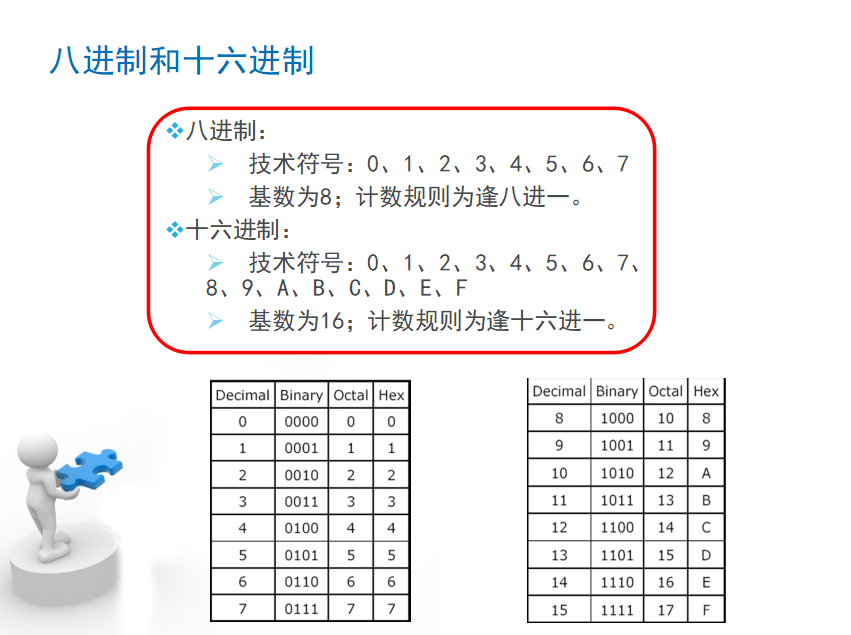 八进制和十六进制
八进制：
技术符号：0、1、2、3、4、5、6、7
基数为8；计数规则为逢八进一。
十六进制：
技术符号：0、1、2、3、4、5、6、7、
8、9、A、B、C、D、E、F
基数为16；计数规则为逢十六进一。
Decimal Binary Octal Hex
0 0000 0 0
1 0001 1 1
2 0010 2 2
3 0011 3 3
4 0100 4 4
5 0101 5 5
6 0110 6 6
7 0111 7 7
Decimal Binary Octal Hex
8 1000 10 8
9 1001 11 9
10 1010 12 A
11 1011 13 B
12 1100 14 C
13 1101 15 D
14 1110 16 E
15 1111 17 F